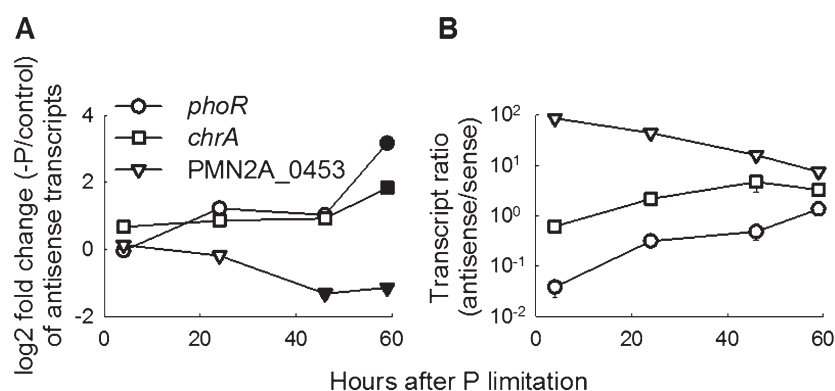 A
B
log2 fold change (-P/control)
of antisense transcripts
phoR
chrA
PMN2A_0453
4
2
0
-2
0 20 40 60
Transcript ratio
(antisense/sense)
10²
10¹
10⁰
10⁻¹
10⁻²
0 20 40 60
Hours after P limitation